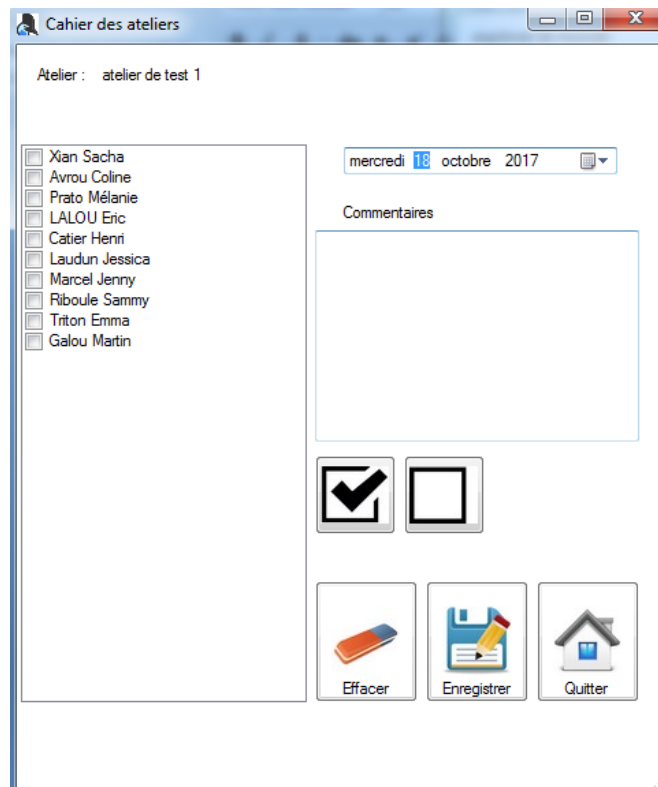 Cahier des ateliers
Atelier : atelier de test 1
Xian Sacha
Avrou Coline
Prato Mélanie
LALOU Eric
Catier Henri
Laudun Jessica
Marcel Jenny
Riboule Sammy
Triton Emma
Galou Martin
mercredi 18 octobre 2017
Commentaires
Effacer
Enregistrer
Quitter